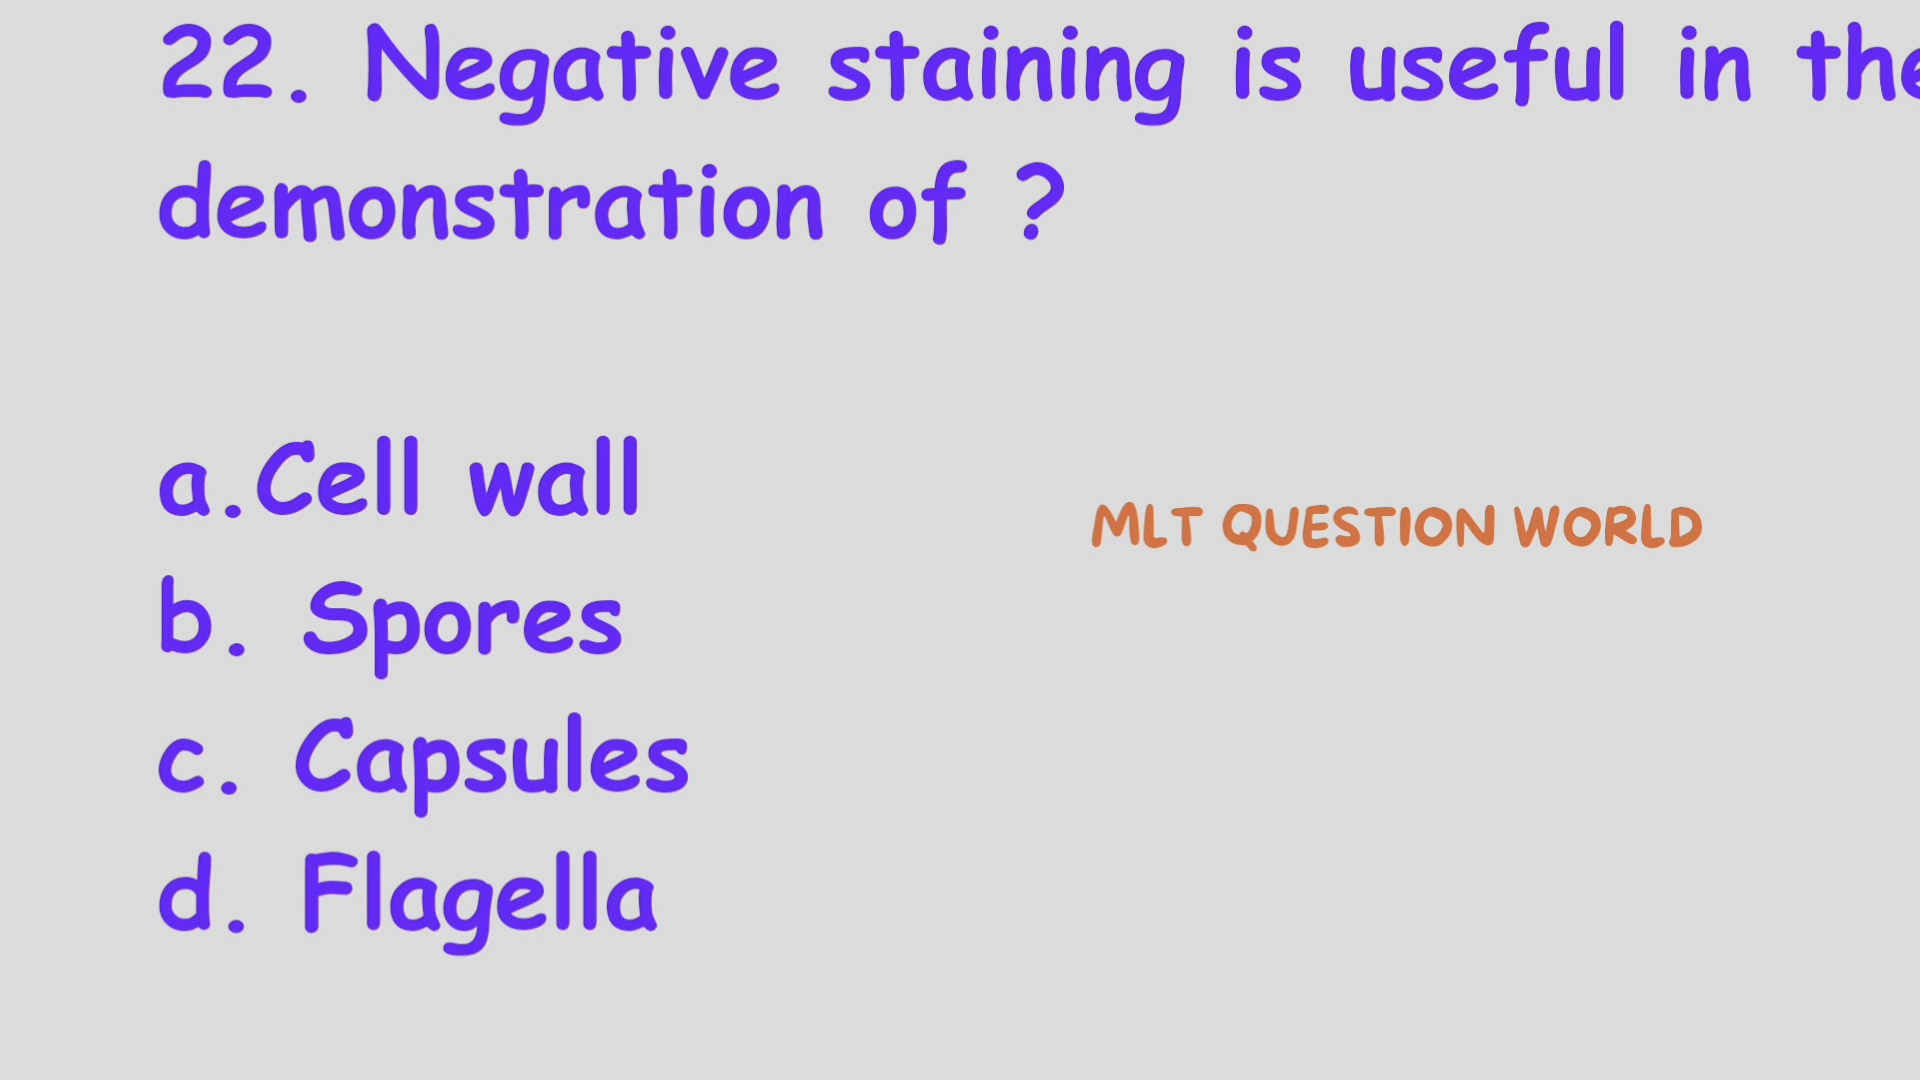 22. Negative staining is useful in the
demonstration of ?
a.Cell wall
MLT QUESTION WORLD
b. Spores
c. Capsules
d. Flagella